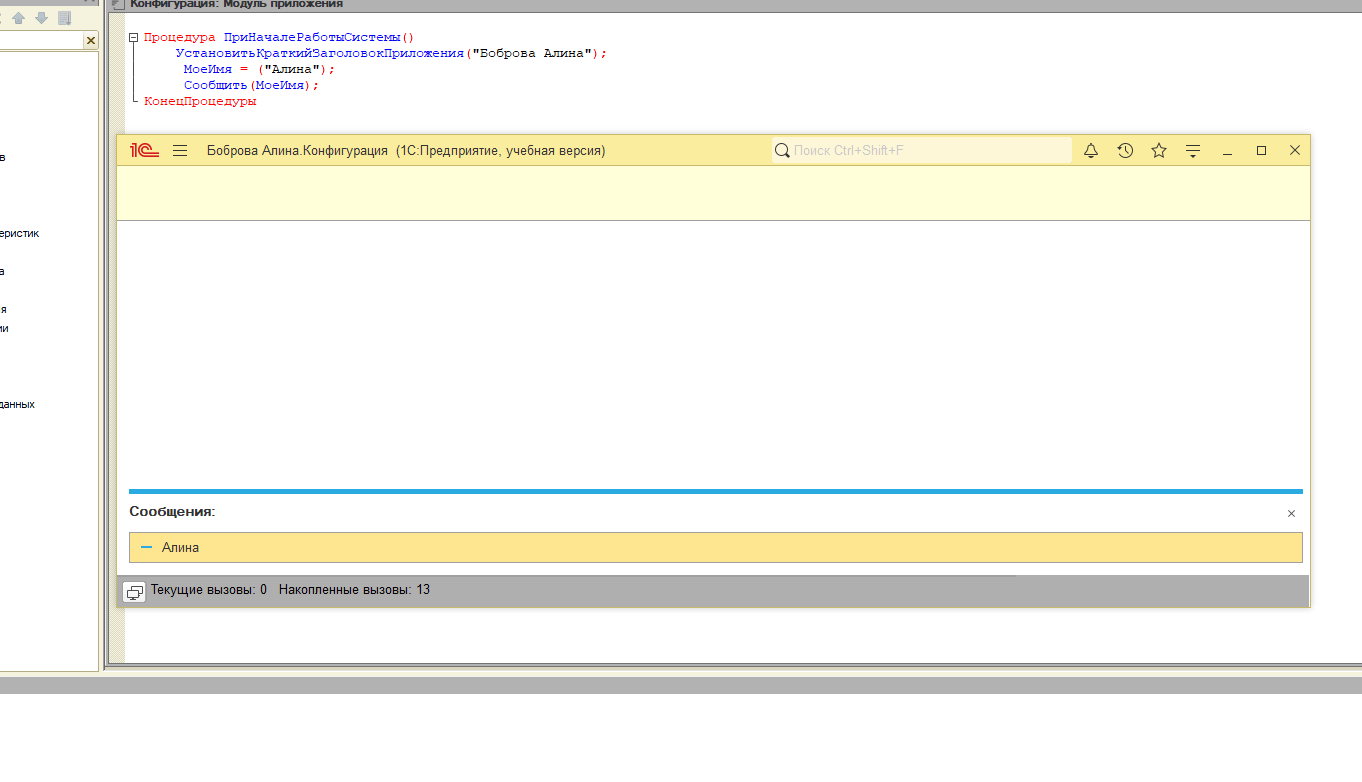 Конфигурация: Модуль приложения
Процедура ПриНачалеРаботыСистемы()
УстановитьКраткийЗаголовокПриложения("Боброва Алина");
МоеИмя = ("Алина");
Сообщить(МоеИмя);
КонецПроцедуры
1С Боброва Алина.Конфигурация (1С:Предприятие, учебная версия) Поиск Ctrl+Shift+F
в
еристик
а
я
ии
данных
Сообщения:
Алина
Текущие вызовы: 0 Накопленные вызовы: 13